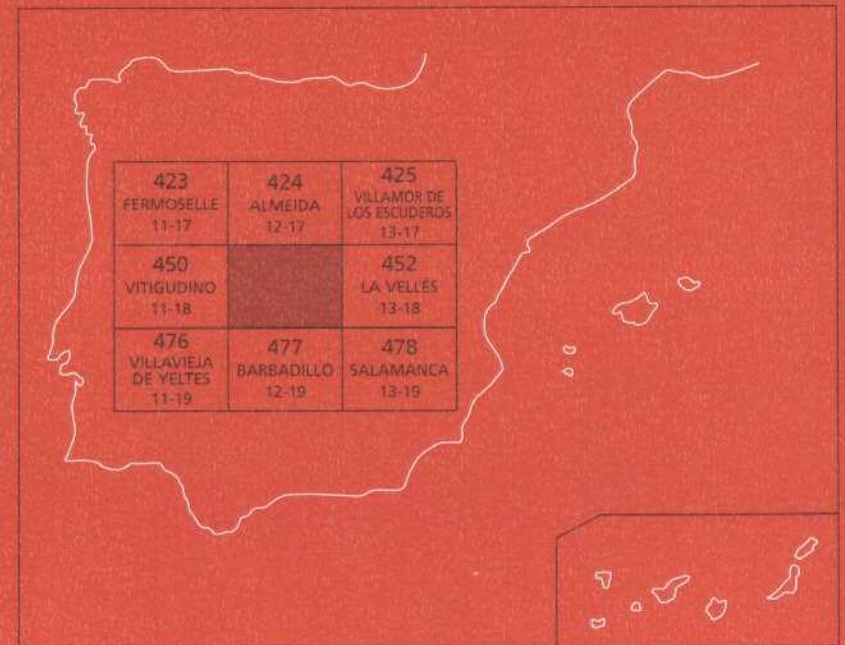 423
FERMOSELLE
11-17
424
ALMEIDA
12-17
425
VILLAMOR DE
LOS ESCUDEROS
13-17
450
VITIGUDINO
11-18
452
LA VELLÉS
13-18
476
VILLAVIEJA
DE YELTES
11-19
477
BARBADILLO
12-19
478
SALAMANCA
13-19